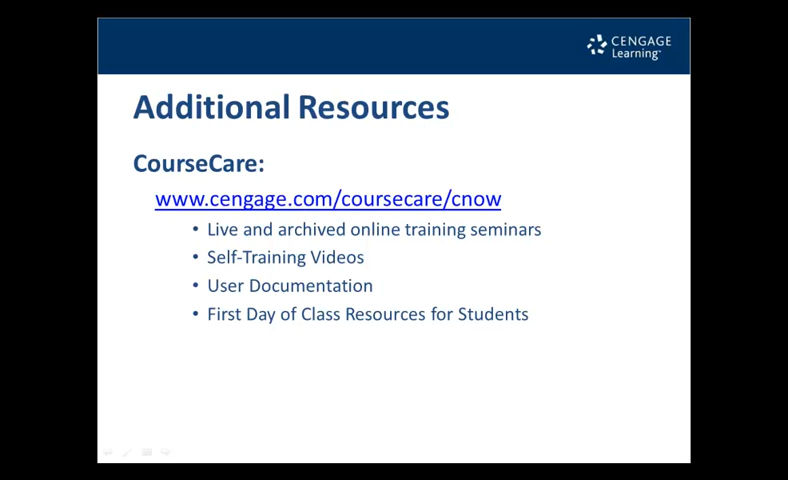 CENGAGE
Learning™
Additional Resources
CourseCare:
www.cengage.com/coursecare/cnow
• Live and archived online training seminars
• Self-Training Videos
• User Documentation
• First Day of Class Resources for Students